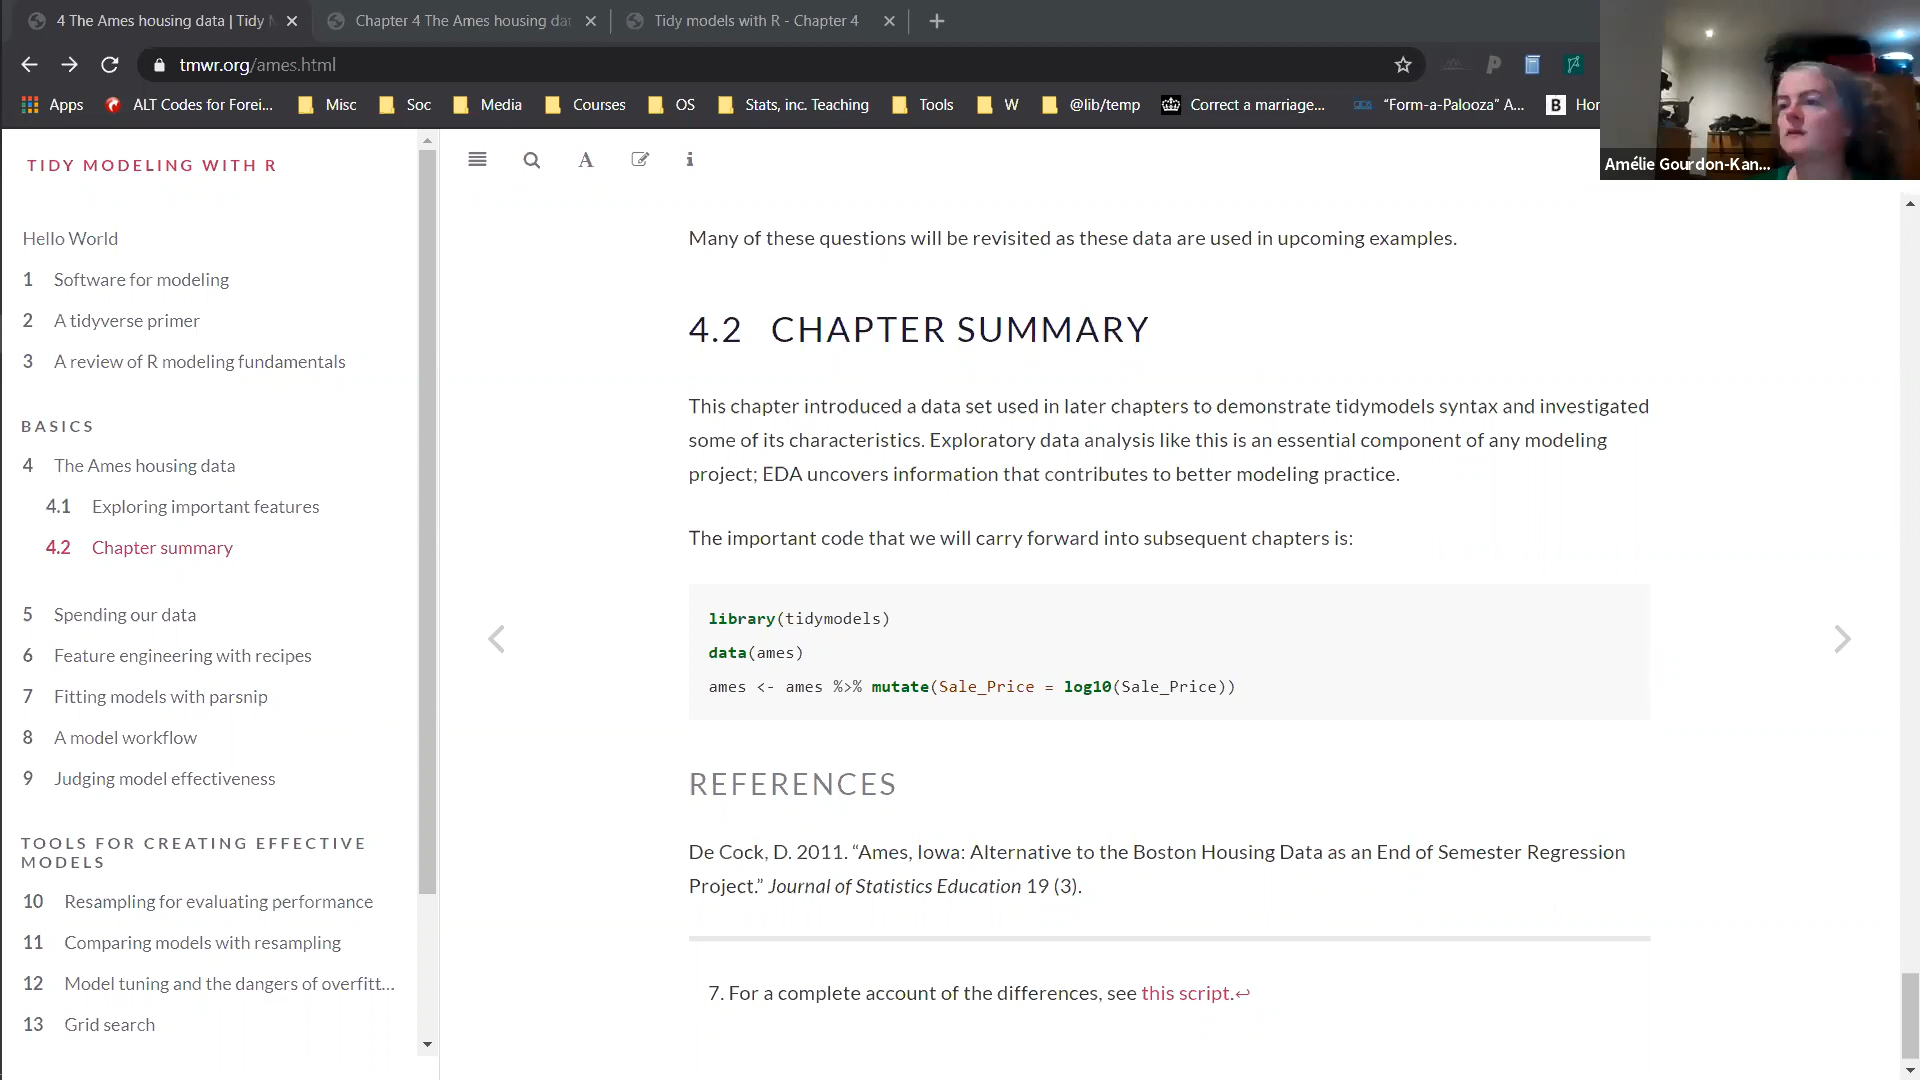 4 The Ames housing data | Tidy
Chapter 4 The Ames housing dat
Tidy models with R - Chapter 4
tmwr.org/ames.html
Apps
ALT Codes for Forei...
Misc
Soc
Media
Courses
OS
Stats, inc. Teaching
Tools
W
@lib/temp
Correct a marriage...
“Form-a-Palooza” A...
Hor
Amélie Gourdon-Kan...
TIDY MODELING WITH R
Hello World
1 Software for modeling
2 A tidyverse primer
3 A review of R modeling fundamentals
BASICS
4 The Ames housing data
4.1 Exploring important features
4.2 Chapter summary
5 Spending our data
6 Feature engineering with recipes
7 Fitting models with parsnip
8 A model workflow
9 Judging model effectiveness
TOOLS FOR CREATING EFFECTIVE
MODELS
10 Resampling for evaluating performance
11 Comparing models with resampling
12 Model tuning and the dangers of overfitt...
13 Grid search
Many of these questions will be revisited as these data are used in upcoming examples.
4.2 CHAPTER SUMMARY
This chapter introduced a data set used in later chapters to demonstrate tidymodels syntax and investigated
some of its characteristics. Exploratory data analysis like this is an essential component of any modeling
project; EDA uncovers information that contributes to better modeling practice.
The important code that we will carry forward into subsequent chapters is:
library(tidymodels)
data(ames)
ames <- ames %>% mutate(Sale_Price = log10(Sale_Price))
REFERENCES
De Cock, D. 2011. “Ames, Iowa: Alternative to the Boston Housing Data as an End of Semester Regression
Project.” Journal of Statistics Education 19 (3).
7. For a complete account of the differences, see this script.↩